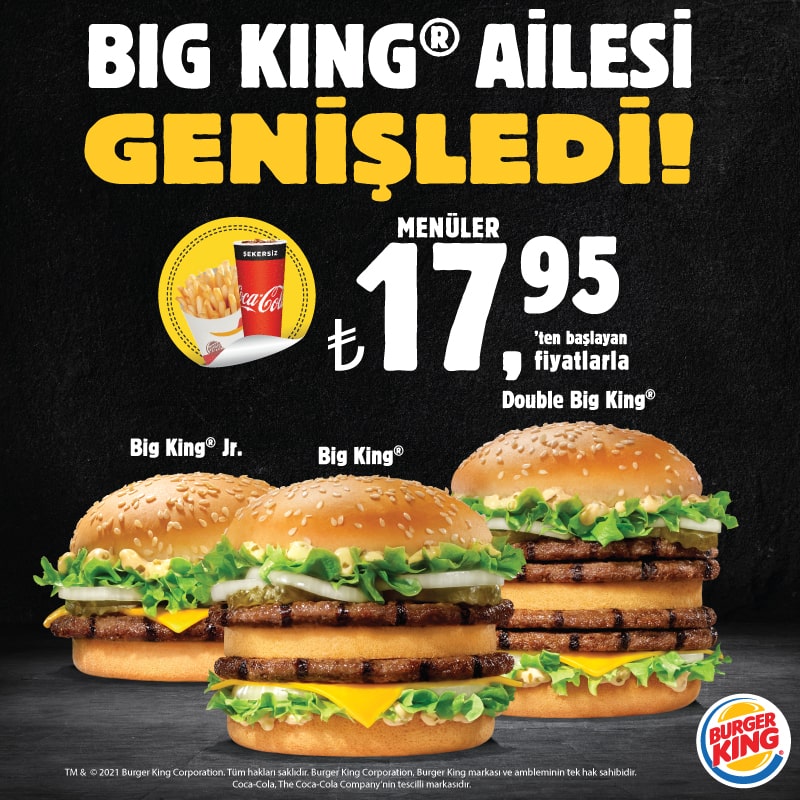 BIG KING® AİLESİ
GENİŞLEDİ!
MENÜLER
₺17,95
'ten başlayan
fiyatlarla
ŞEKERSİZ
Coca-Cola
Double Big King®
Big King® Jr.
Big King®
BURGER
KING
TM & © 2021 Burger King Corporation. Tüm hakları saklıdır. Burger King Corporation, Burger King markası ve ambleminin tek hak sahibidir.
Coca-Cola, The Coca-Cola Company'nin tescilli markasıdır.